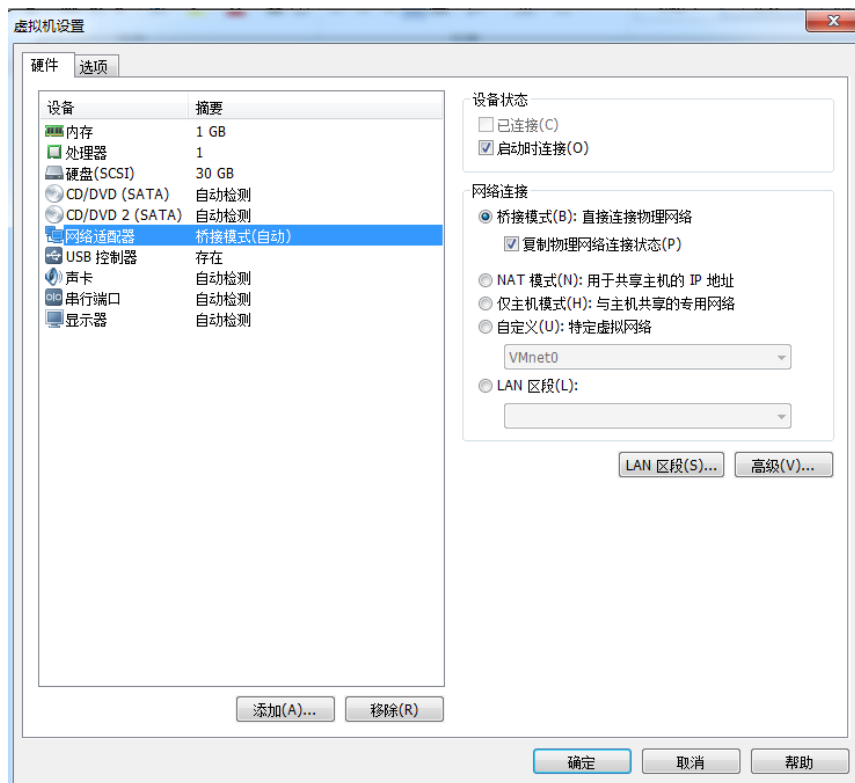 虚拟机设置
硬件 选项
设备 摘要
内存 1 GB
处理器 1
硬盘(SCSI) 30 GB
CD/DVD (SATA) 自动检测
CD/DVD 2 (SATA) 自动检测
网络适配器 桥接模式(自动)
USB 控制器 存在
声卡 自动检测
串行端口 自动检测
显示器 自动检测
添加(A)... 移除(R)
设备状态
已连接(C)
启动时连接(O)
网络连接
桥接模式(B): 直接连接物理网络
复制物理网络连接状态(P)
NAT 模式(N): 用于共享主机的 IP 地址
仅主机模式(H): 与主机共享的专用网络
自定义(U): 特定虚拟网络
VMnet0
LAN 区段(L):
LAN 区段(S)... 高级(V)...
确定 取消 帮助